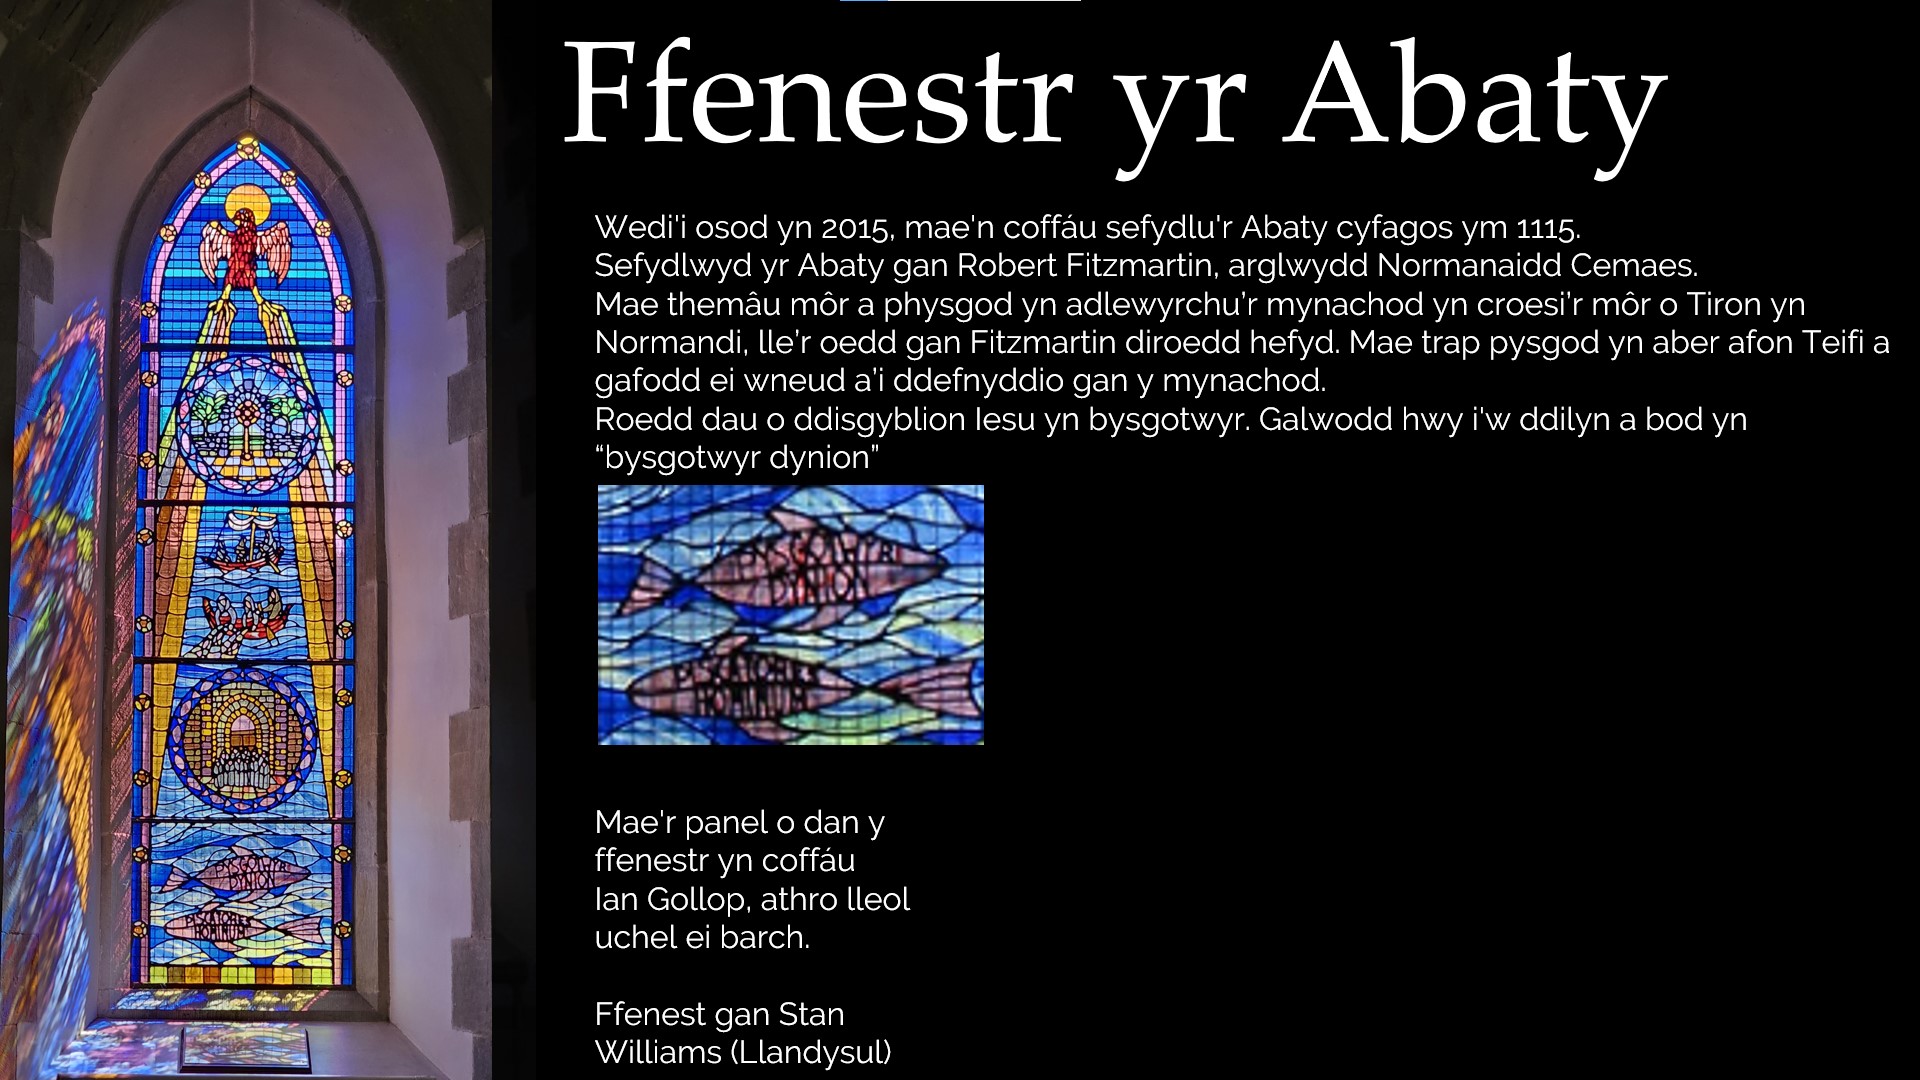 Ffenestr yr Abaty
Wedi'i osod yn 2015, mae'n coffáu sefydlu'r Abaty cyfagos ym 1115.
Sefydlwyd yr Abaty gan Robert Fitzmartin, arglwydd Normanaidd Cemaes.
Mae themâu môr a physgod yn adlewyrchu’r mynachod yn croesi’r môr o Tiron yn
Normandi, lle’r oedd gan Fitzmartin diroedd hefyd. Mae trap pysgod yn aber afon Teifi a
gafodd ei wneud a’i ddefnyddio gan y mynachod.
Roedd dau o ddisgyblion Iesu yn bysgotwyr. Galwodd hwy i'w ddilyn a bod yn
“bysgotwyr dynion”
PYSGOTWYR
DYNION
PISCATORES
HOMINUM
Mae'r panel o dan y
ffenestr yn coffáu
Ian Gollop, athro lleol
uchel ei barch.
Ffenest gan Stan
Williams (Llandysul)
PYSGOTWYR
DYNION
PISCATORES
HOMINUM